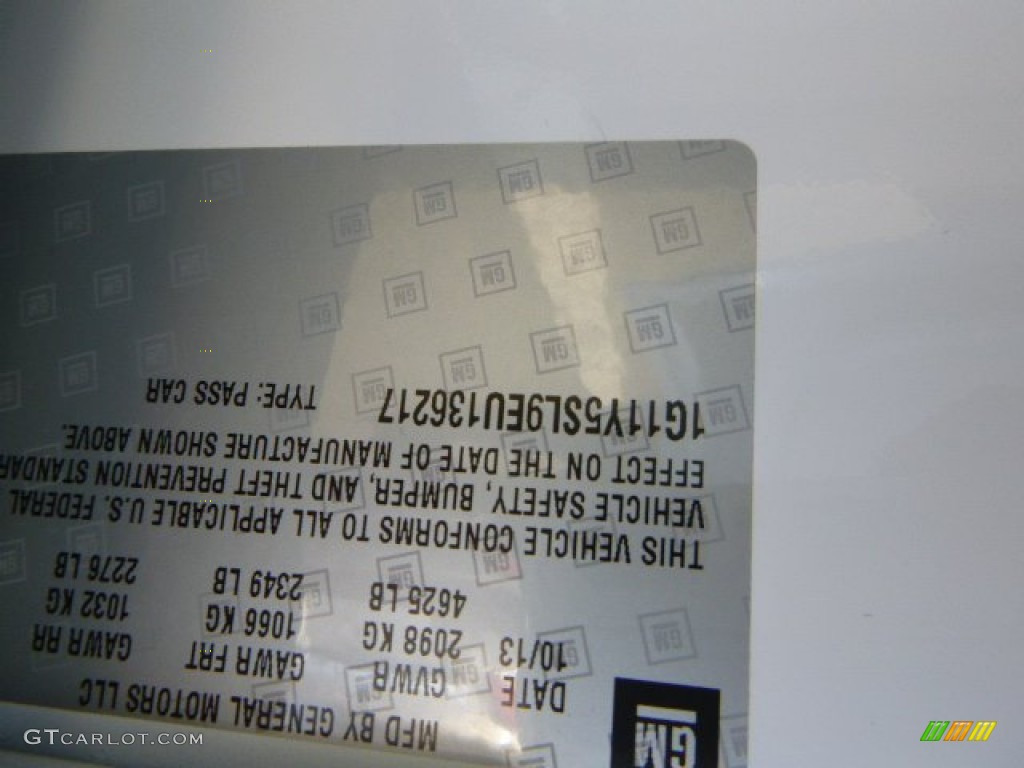 MFD BY GENERAL MOTORS LLC
GM
DATE GVWR GAWR FRT GAWR RR
10/13 2098 KG 1066 KG 1032 KG
4625 LB 2349 LB 2276 LB
THIS VEHICLE CONFORMS TO ALL APPLICABLE U.S. FEDERAL
VEHICLE SAFETY, BUMPER, AND THEFT PREVENTION STANDAR
EFFECT ON THE DATE OF MANUFACTURE SHOWN ABOVE.
1G11Y5SL9EU136217 TYPE: PASS CAR
GTCARLOT.COM